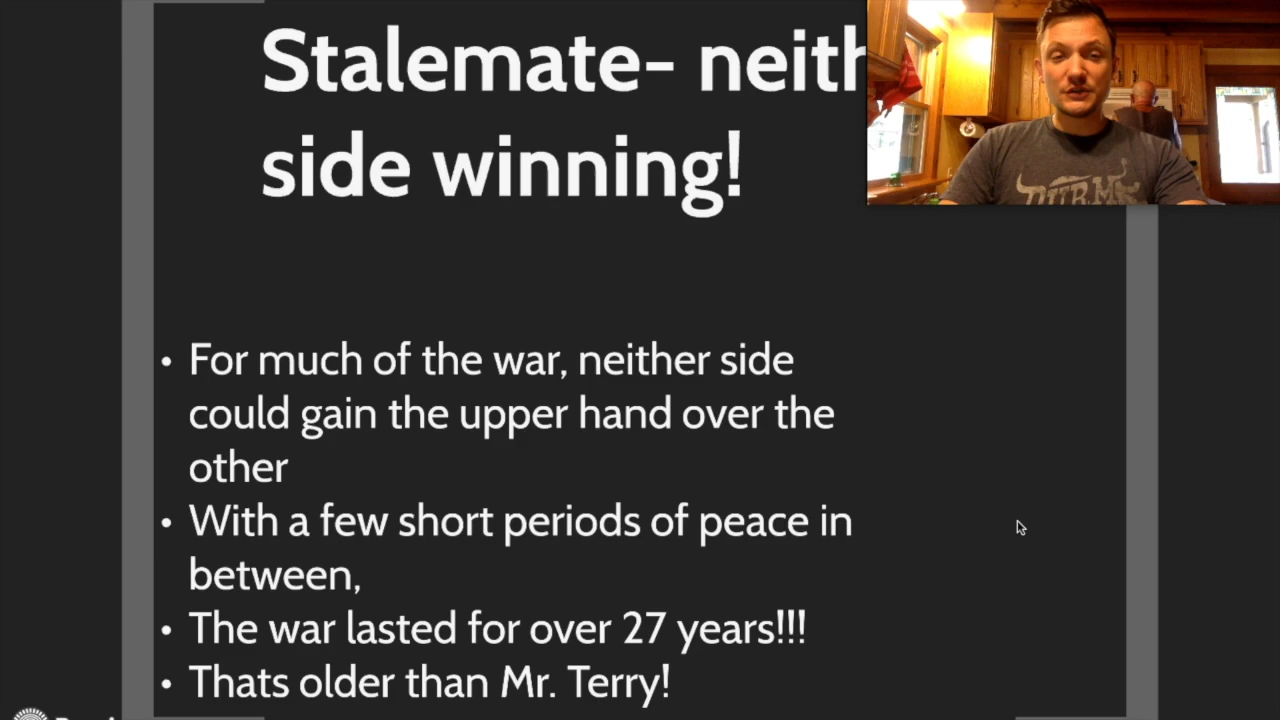 Stalemate- neith
side winning!
• For much of the war, neither side
could gain the upper hand over the
other
• With a few short periods of peace in
between,
• The war lasted for over 27 years!!!
• Thats older than Mr. Terry!